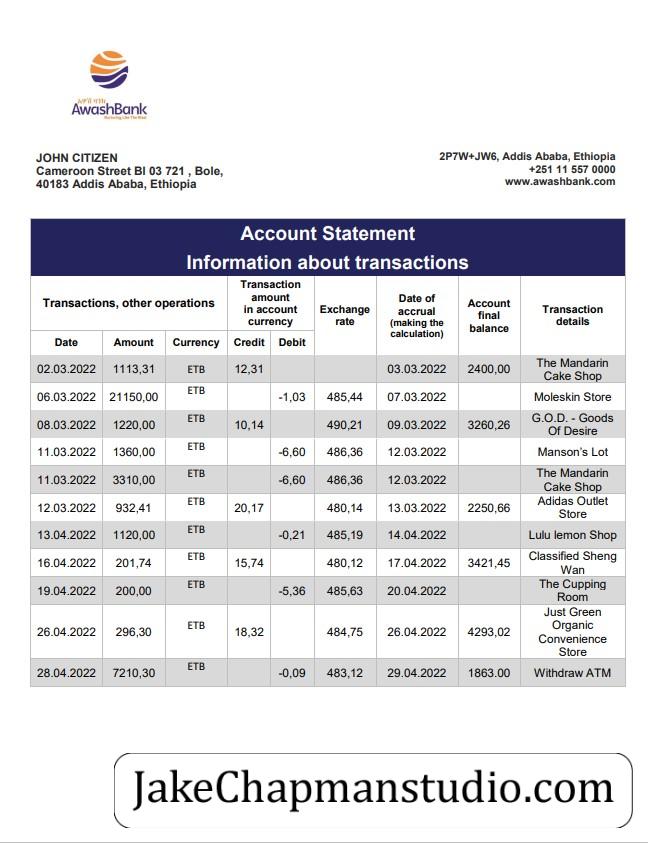 አዋሽ ባንክ
AwashBank
Nurturing Like The River
JOHN CITIZEN
Cameroon Street Bl 03 721 , Bole,
40183 Addis Ababa, Ethiopia
2P7W+JW6, Addis Ababa, Ethiopia
+251 11 557 0000
www.awashbank.com
Account Statement
Information about transactions
Transactions, other operations
Transaction
amount
in account
currency
Exchange
rate
Date of
accrual
(making the
calculation)
Account
final
balance
Transaction
details
Date Amount Currency Credit Debit
02.03.2022 1113,31 ETB 12,31 03.03.2022 2400,00 The Mandarin
Cake Shop
06.03.2022 21150,00 ETB -1,03 485,44 07.03.2022 Moleskin Store
08.03.2022 1220,00 ETB 10,14 490,21 09.03.2022 3260,26 G.O.D. - Goods
Of Desire
11.03.2022 1360,00 ETB -6,60 486,36 12.03.2022 Manson's Lot
11.03.2022 3310,00 ETB -6,60 486,36 12.03.2022 The Mandarin
Cake Shop
12.03.2022 932,41 ETB 20,17 480,14 13.03.2022 2250,66 Adidas Outlet
Store
13.04.2022 1120,00 ETB -0,21 485,19 14.04.2022 Lulu lemon Shop
16.04.2022 201,74 ETB 15,74 480,12 17.04.2022 3421,45 Classified Sheng
Wan
19.04.2022 200,00 ETB -5,36 485,63 20.04.2022 The Cupping
Room
26.04.2022 296,30 ETB 18,32 484,75 26.04.2022 4293,02 Just Green
Organic
Convenience
Store
28.04.2022 7210,30 ETB -0,09 483,12 29.04.2022 1863.00 Withdraw ATM
JakeChapmanstudio.com